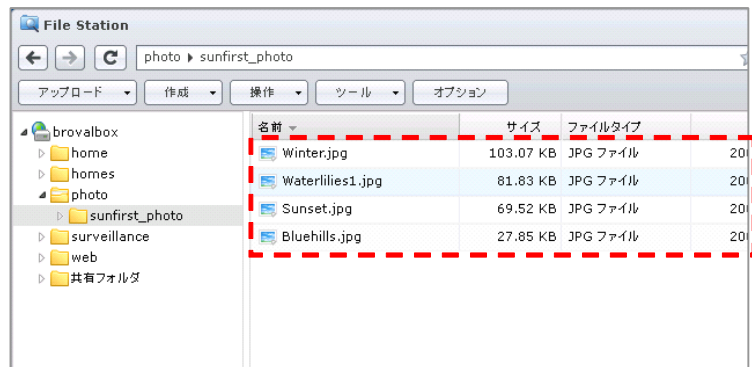 File Station
photo ▸ sunfirst_photo
アップロード 作成 操作 ツール オプション
brovalbox
home
homes
photo
sunfirst_photo
surveillance
web
共有フォルダ
名前 サイズ ファイルタイプ
Winter.jpg 103.07 KB JPG ファイル 20
Waterlilies1.jpg 81.83 KB JPG ファイル 20
Sunset.jpg 69.52 KB JPG ファイル 20
Bluehills.jpg 27.85 KB JPG ファイル 20